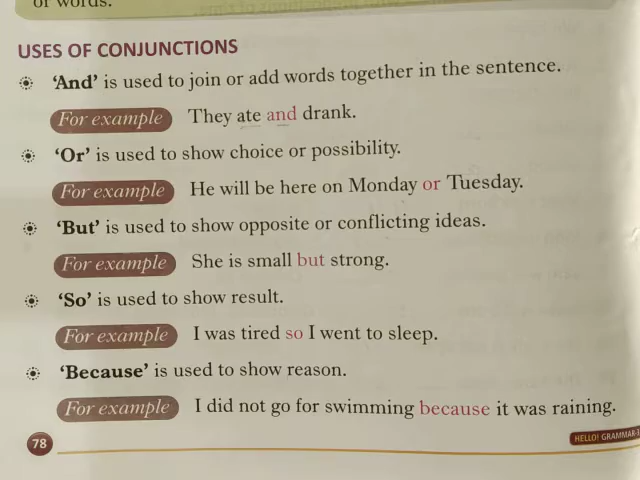 or words.
USES OF CONJUNCTIONS
'And' is used to join or add words together in the sentence.
For example They ate and drank.
'Or' is used to show choice or possibility.
For example He will be here on Monday or Tuesday.
'But' is used to show opposite or conflicting ideas.
For example She is small but strong.
'So' is used to show result.
For example I was tired so I went to sleep.
'Because' is used to show reason.
For example I did not go for swimming because it was raining.
78
HELLO! GRAMMAR-3